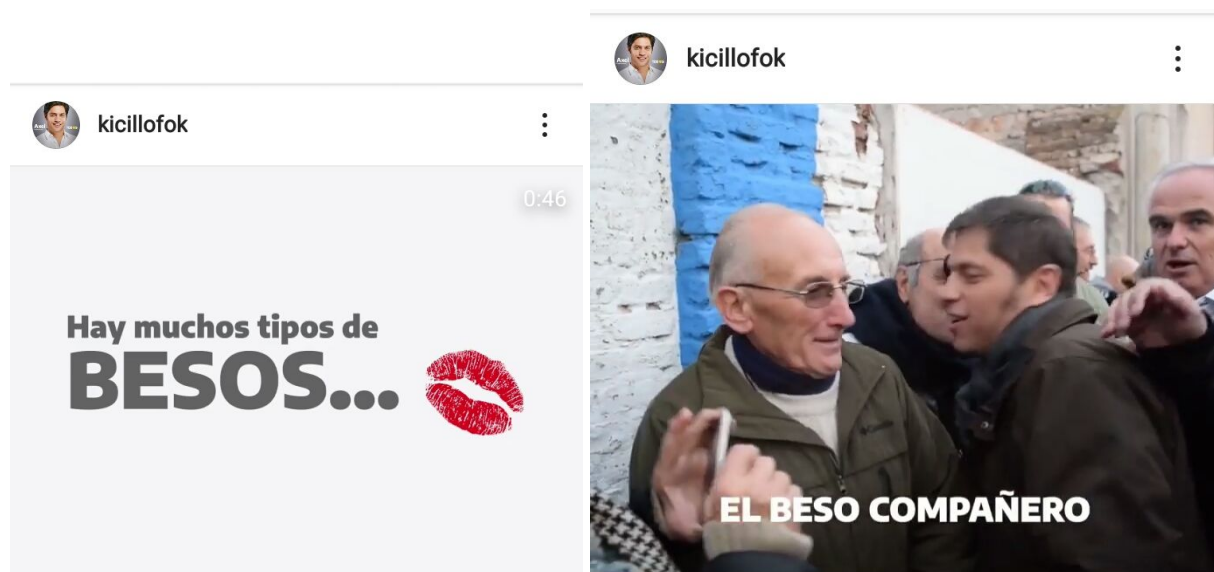 kicillofok
0:46
Hay muchos tipos de
BESOS...
kicillofok
EL BESO COMPAÑERO